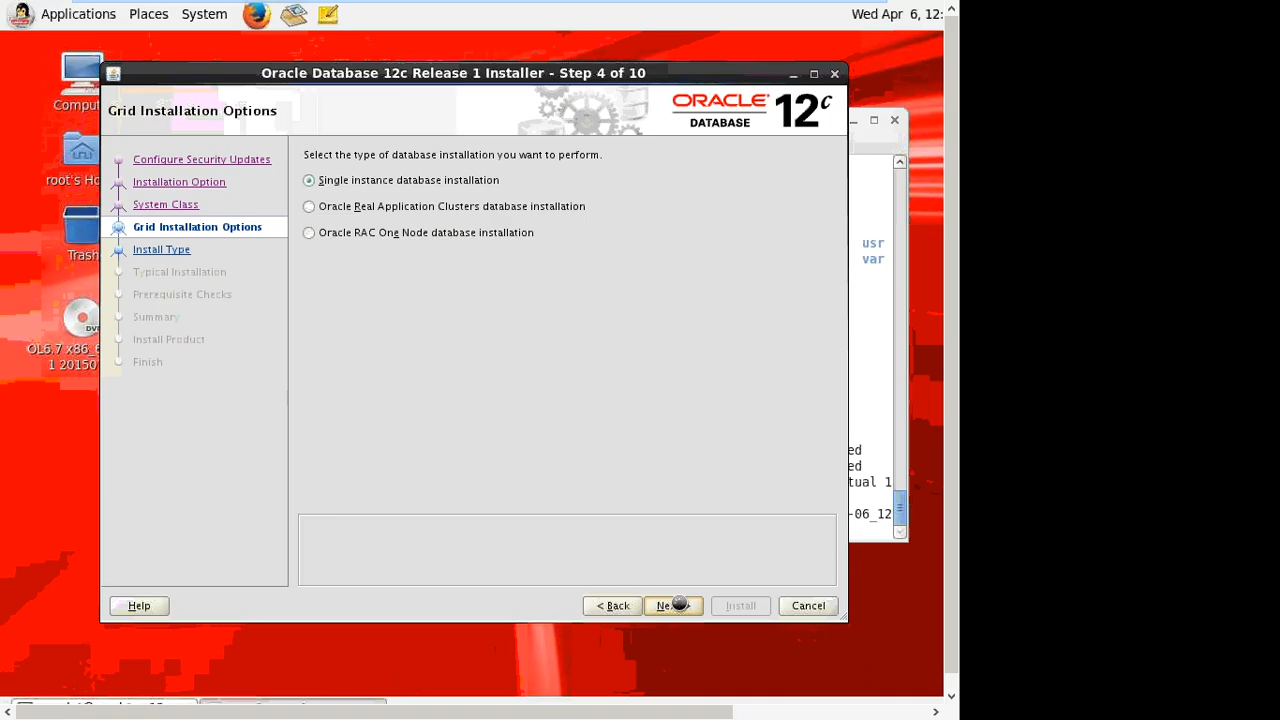 Applications Places System
Wed Apr 6, 12:
Oracle Database 12c Release 1 Installer - Step 4 of 10
Grid Installation Options
ORACLE
DATABASE
12c
Configure Security Updates
Installation Option
System Class
Grid Installation Options
Install Type
Typical Installation
Prerequisite Checks
Summary
Install Product
Finish
Select the type of database installation you want to perform.
Single instance database installation
Oracle Real Application Clusters database installation
Oracle RAC One Node database installation
Help
< Back
Install
Cancel
root's Ho
Trash
DVD
OL6.7 x86_6
1 20150
usr
var
ed
ed
tual 1
-06_12